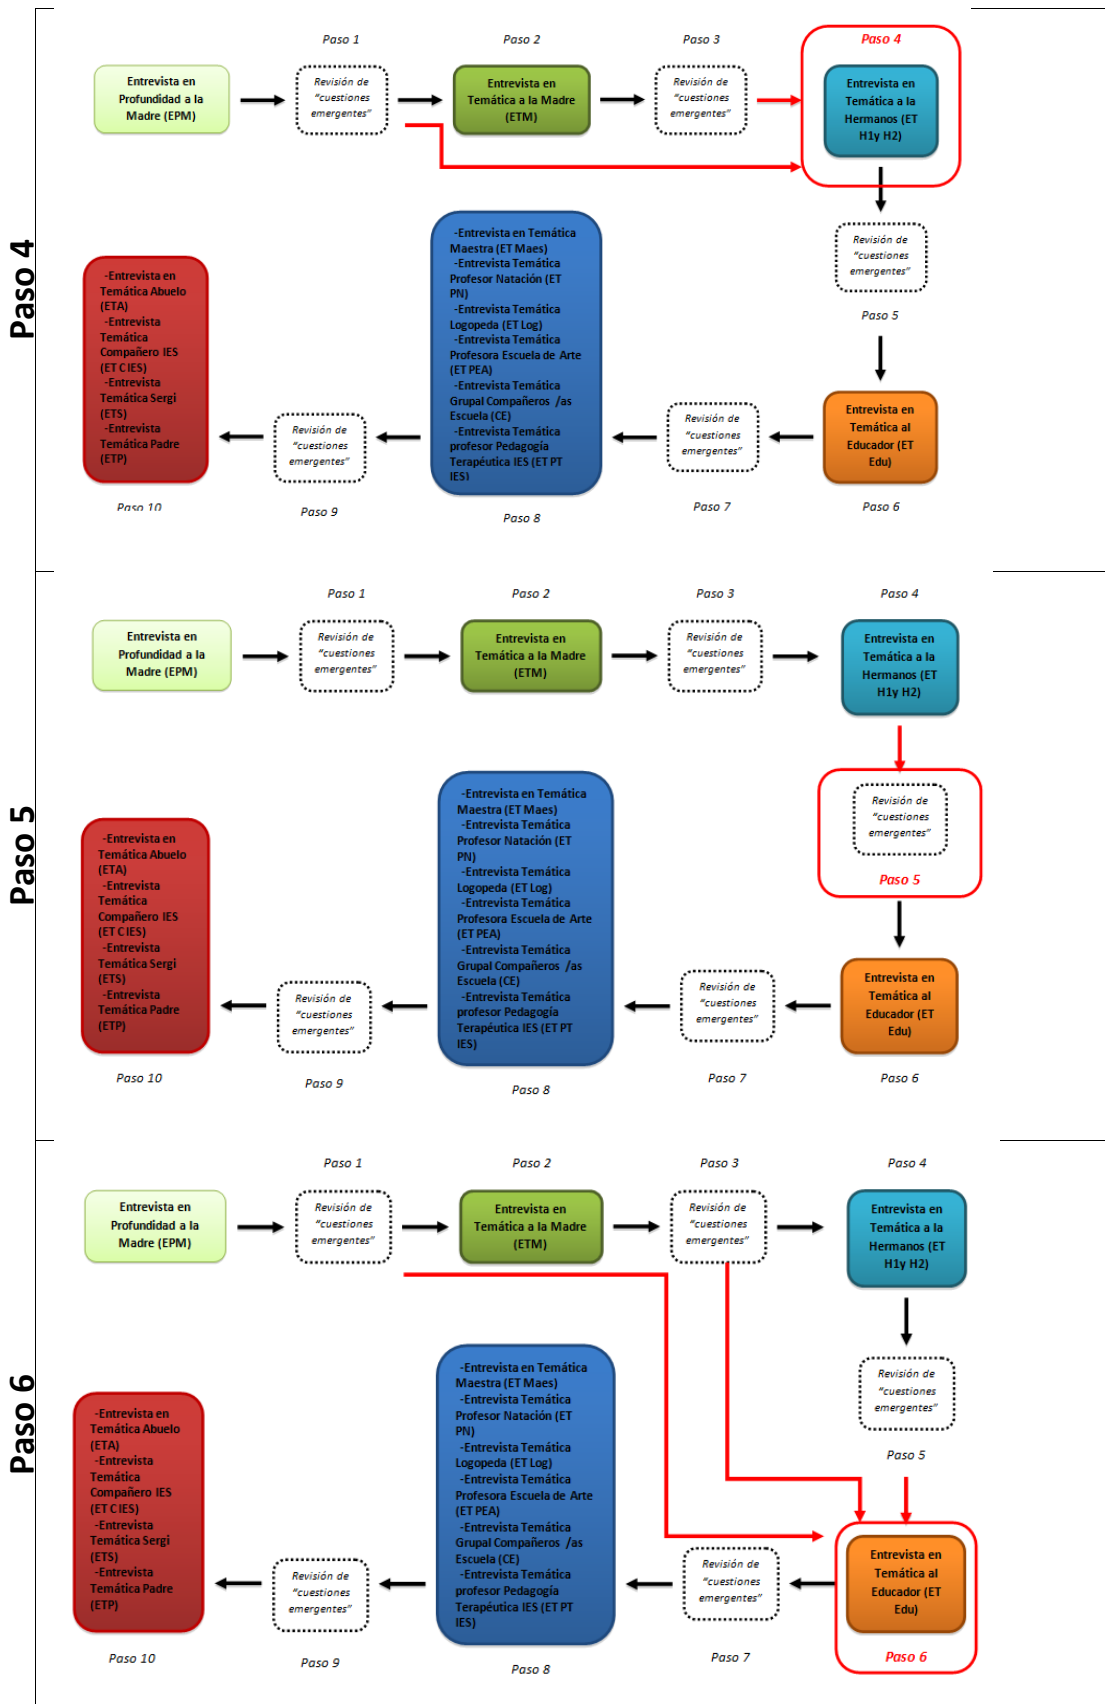 Paso 4
Paso 1
Paso 2
Paso 3
Paso 4
Entrevista en
Profundidad a la
Madre (EPM)
Revisión de
"cuestiones
emergentes"
Entrevista en
Temática a la Madre
(ETM)
Revisión de
"cuestiones
emergentes"
Entrevista en
Temática a la
Hermanos (ET
H1y H2)
Revisión de
"cuestiones
emergentes"
Paso 5
Entrevista en
Temática al
Educador (ET
Edu)
Paso 6
Revisión de
"cuestiones
emergentes"
Paso 7
-Entrevista en Temática
Maestra (ET Maes)
-Entrevista Temática
Profesor Natación (ET
PN)
-Entrevista Temática
Logopeda (ET Log)
-Entrevista Temática
Profesora Escuela de Arte
(ET PEA)
-Entrevista Temática
Grupal Compañeros /as
Escuela (CE)
-Entrevista Temática
profesor Pedagogía
Terapéutica IES (ET PT
IES)
Paso 8
Revisión de
"cuestiones
emergentes"
Paso 9
-Entrevista en
Temática Abuelo
(ETA)
-Entrevista
Temática
Compañero IES
(ET C IES)
-Entrevista
Temática Sergi
(ETS)
-Entrevista
Temática Padre
(ETP)
Paso 10
Paso 5
Paso 1
Paso 2
Paso 3
Paso 4
Entrevista en
Profundidad a la
Madre (EPM)
Revisión de
"cuestiones
emergentes"
Entrevista en
Temática a la Madre
(ETM)
Revisión de
"cuestiones
emergentes"
Entrevista en
Temática a la
Hermanos (ET
H1y H2)
Revisión de
"cuestiones
emergentes"
Paso 5
Entrevista en
Temática al
Educador (ET
Edu)
Paso 6
Revisión de
"cuestiones
emergentes"
Paso 7
-Entrevista en Temática
Maestra (ET Maes)
-Entrevista Temática
Profesor Natación (ET
PN)
-Entrevista Temática
Logopeda (ET Log)
-Entrevista Temática
Profesora Escuela de Arte
(ET PEA)
-Entrevista Temática
Grupal Compañeros /as
Escuela (CE)
-Entrevista Temática
profesor Pedagogía
Terapéutica IES (ET PT
IES)
Paso 8
Revisión de
"cuestiones
emergentes"
Paso 9
-Entrevista en
Temática Abuelo
(ETA)
-Entrevista
Temática
Compañero IES
(ET C IES)
-Entrevista
Temática Sergi
(ETS)
-Entrevista
Temática Padre
(ETP)
Paso 10
Paso 6
Paso 1
Paso 2
Paso 3
Paso 4
Entrevista en
Profundidad a la
Madre (EPM)
Revisión de
"cuestiones
emergentes"
Entrevista en
Temática a la Madre
(ETM)
Revisión de
"cuestiones
emergentes"
Entrevista en
Temática a la
Hermanos (ET
H1y H2)
Revisión de
"cuestiones
emergentes"
Paso 5
Entrevista en
Temática al
Educador (ET
Edu)
Paso 6
Revisión de
"cuestiones
emergentes"
Paso 7
-Entrevista en Temática
Maestra (ET Maes)
-Entrevista Temática
Profesor Natación (ET
PN)
-Entrevista Temática
Logopeda (ET Log)
-Entrevista Temática
Profesora Escuela de Arte
(ET PEA)
-Entrevista Temática
Grupal Compañeros /as
Escuela (CE)
-Entrevista Temática
profesor Pedagogía
Terapéutica IES (ET PT
IES)
Paso 8
Revisión de
"cuestiones
emergentes"
Paso 9
-Entrevista en
Temática Abuelo
(ETA)
-Entrevista
Temática
Compañero IES
(ET C IES)
-Entrevista
Temática Sergi
(ETS)
-Entrevista
Temática Padre
(ETP)
Paso 10